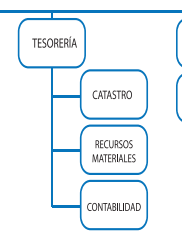 TESORERÍA
CATASTRO
RECURSOS
MATERIALES
CONTABILIDAD